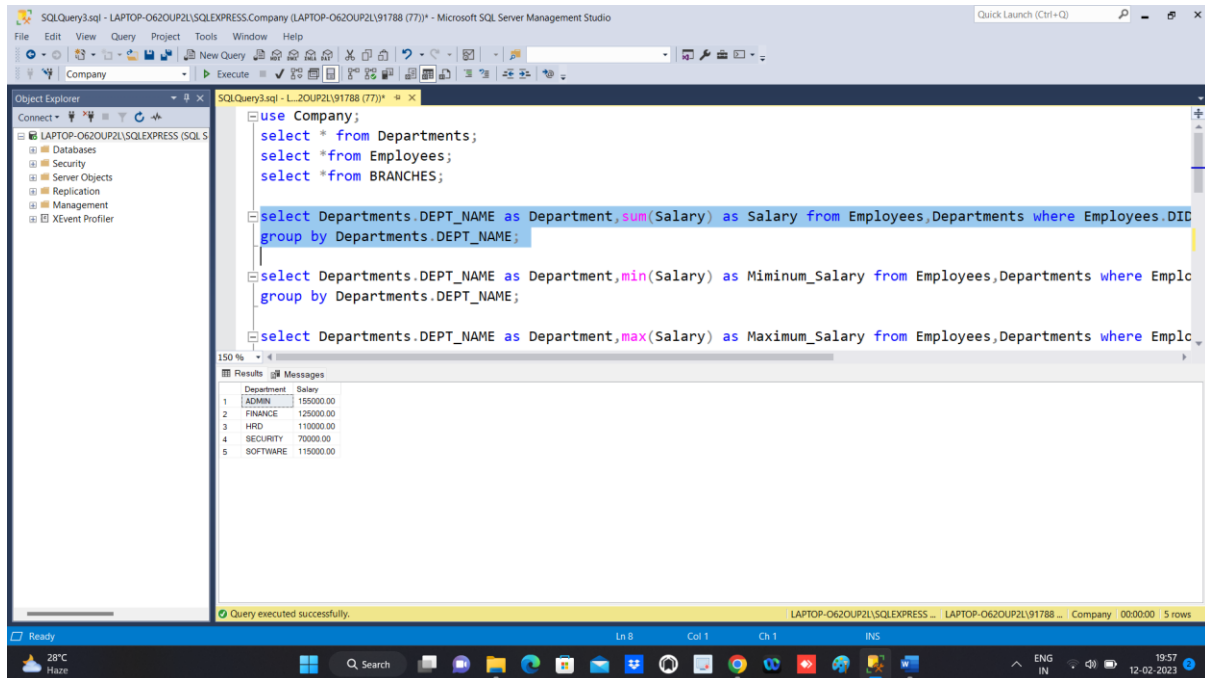 SQLQuery3.sql - LAPTOP-O62OUP2L\SQLEXPRESS.Company (LAPTOP-O62OUP2L\91788 (77))* - Microsoft SQL Server Management Studio
Quick Launch (Ctrl+Q)
File Edit View Query Project Tools Window Help
New Query
Company Execute
Object Explorer
SQLQuery3.sql - L...2OUP2L\91788 (77))*
Connect
LAPTOP-O62OUP2L\SQLEXPRESS (SQL S
Databases
Security
Server Objects
Replication
Management
XEvent Profiler
use Company;
select * from Departments;
select *from Employees;
select *from BRANCHES;
select Departments.DEPT_NAME as Department,sum(Salary) as Salary from Employees,Departments where Employees.DID
group by Departments.DEPT_NAME;
select Departments.DEPT_NAME as Department,min(Salary) as Miminum_Salary from Employees,Departments where Emplo
group by Departments.DEPT_NAME;
select Departments.DEPT_NAME as Department,max(Salary) as Maximum_Salary from Employees,Departments where Emplo
150 %
Results Messages
Department Salary
1 ADMIN 155000.00
2 FINANCE 125000.00
3 HRD 110000.00
4 SECURITY 70000.00
5 SOFTWARE 115000.00
Query executed successfully.
LAPTOP-O62OUP2L\SQLEXPRESS ... LAPTOP-O62OUP2L\91788 ... Company 00:00:00 5 rows
Ready Ln 8 Col 1 Ch 1 INS
28°C
Haze
Search
ENG
IN
19:57
12-02-2023
2